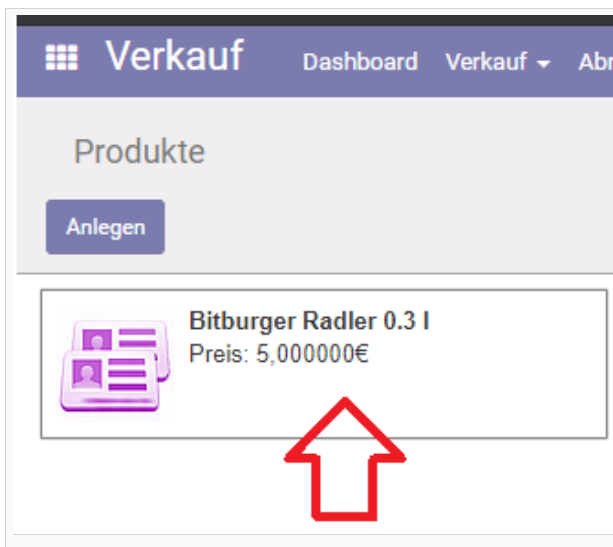 Verkauf Dashboard Verkauf
Produkte
Anlegen
Bitburger Radler 0.3 l
Preis: 5,000000€